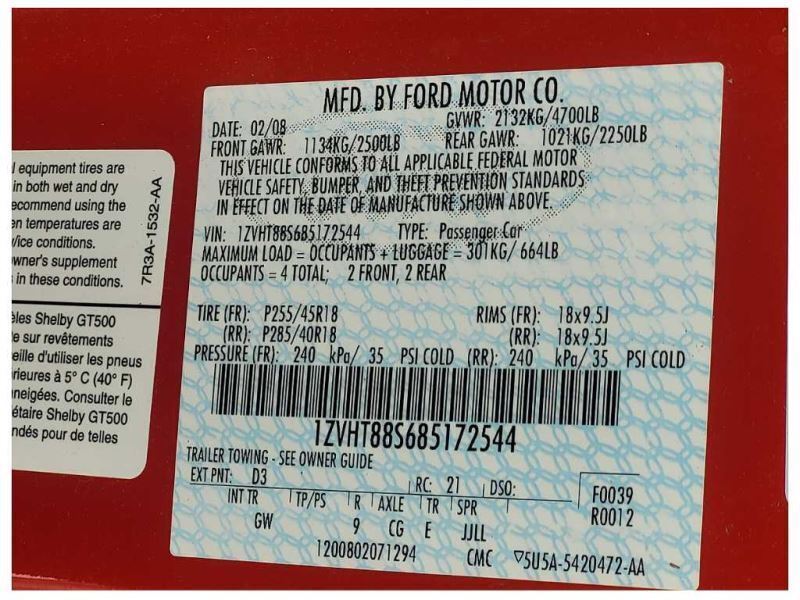 MFD. BY FORD MOTOR CO.
DATE: 02/08 GVWR: 2132KG/4700LB
FRONT GAWR: 1134KG/2500LB REAR GAWR: 1021KG/2250LB
THIS VEHICLE CONFORMS TO ALL APPLICABLE FEDERAL MOTOR
VEHICLE SAFETY, BUMPER, AND THEFT PREVENTION STANDARDS
IN EFFECT ON THE DATE OF MANUFACTURE SHOWN ABOVE.
VIN: 1ZVHT88S685172544 TYPE: Passenger Car
MAXIMUM LOAD = OCCUPANTS + LUGGAGE = 301KG/ 664LB
OCCUPANTS = 4 TOTAL; 2 FRONT, 2 REAR
TIRE (FR): P255/45R18 RIMS (FR): 18x9.5J
(RR): P285/40R18 (RR): 18x9.5J
PRESSURE (FR): 240 kPa/ 35 PSI COLD (RR): 240 kPa/ 35 PSI COLD
1ZVHT88S685172544
TRAILER TOWING - SEE OWNER GUIDE
EXT PNT: D3 RC: 21 DSO: F0039
INT TR TP/PS R AXLE TR SPR R0012
GW 9 CG E JJLL
1200802071294 CMC ▽5U5A-5420472-AA
l equipment tires are
in both wet and dry
ecommend using the
en temperatures are
vice conditions.
owner's supplement
in these conditions.
7R3A-1532-AA
èles Shelby GT500
e sur revêtements
eille d'utiliser les pneus
érieures à 5° C (40° F)
nneigées. Consulter le
étaire Shelby GT500
ndés pour de telles